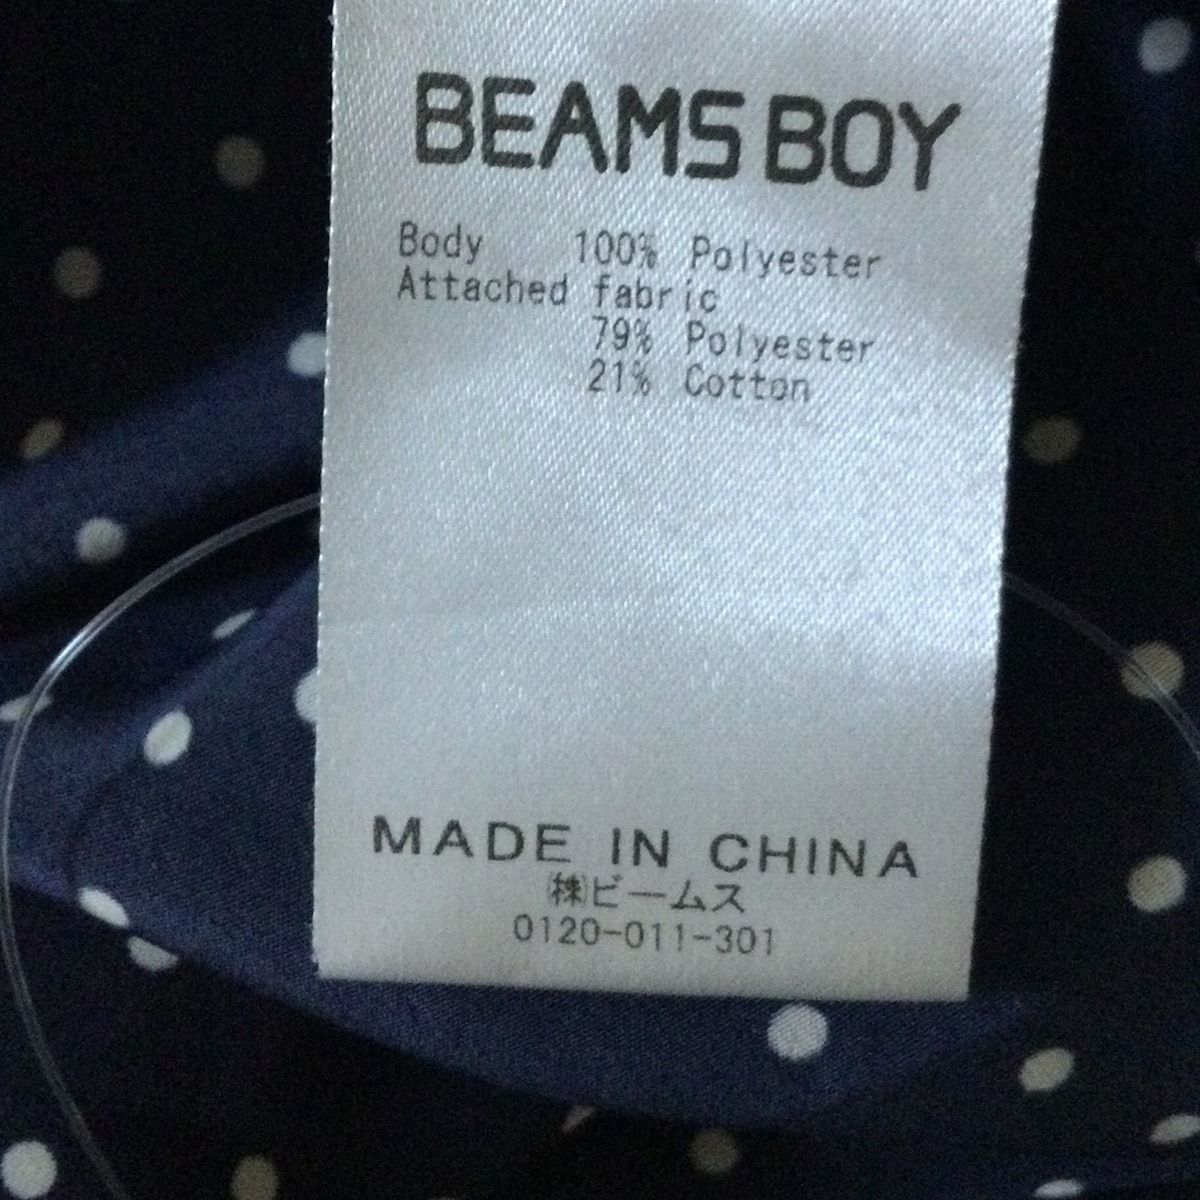 BEAMS BOY
Body 100% Polyester
Attached fabric
79% Polyester
21% Cotton
MADE IN CHINA
㈱ビームス
0120-011-301